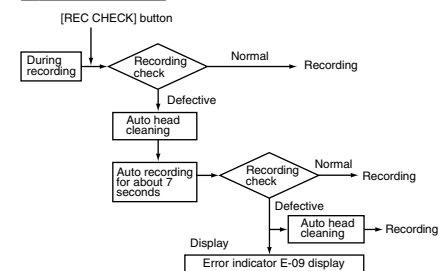 [REC CHECK] button
During
recording
Recording
check
Normal
Recording
Defective
Auto head
cleaning
Auto recording
for about 7
seconds
Recording
check
Normal
Recording
Defective
Auto head
cleaning
Recording
Display
Error indicator E-09 display